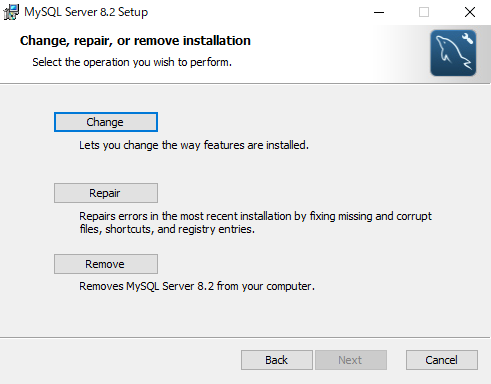 MySQL Server 8.2 Setup
Change, repair, or remove installation
Select the operation you wish to perform.
Change
Lets you change the way features are installed.
Repair
Repairs errors in the most recent installation by fixing missing and corrupt
files, shortcuts, and registry entries.
Remove
Removes MySQL Server 8.2 from your computer.
Back
Next
Cancel